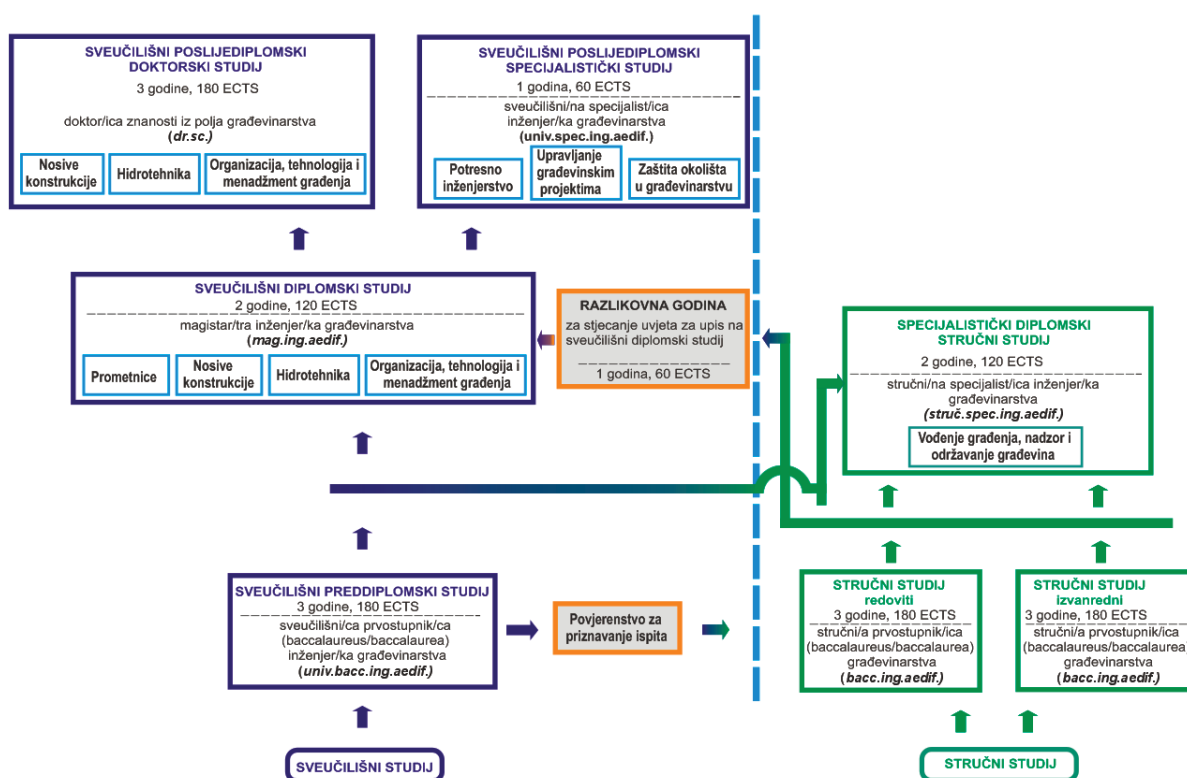 SVEUČILIŠNI POSLIJEDIPLOMSKI
DOKTORSKI STUDIJ
3 godine, 180 ECTS
doktor/ica znanosti iz polja građevinarstva
(dr.sc.)
Nosive
konstrukcije
Hidrotehnika
Organizacija, tehnologija i
menadžment građenja
SVEUČILIŠNI POSLIJEDIPLOMSKI
SPECIJALISTIČKI STUDIJ
1 godina, 60 ECTS
sveučilišni/na specijalist/ica
inženjer/ka građevinarstva
(univ.spec.ing.aedif.)
Potresno
inženjerstvo
Upravljanje
građevinskim
projektima
Zaštita okolišta
u građevinarstvu
SVEUČILIŠNI DIPLOMSKI STUDIJ
2 godine, 120 ECTS
magistar/tra inženjer/ka građevinarstva
(mag.ing.aedif.)
Prometnice
Nosive
konstrukcije
Hidrotehnika
Organizacija, tehnologija i
menadžment građenja
RAZLIKOVNA GODINA
za stjecanje uvjeta za upis na
sveučilišni diplomski studij
1 godina, 60 ECTS
SPECIJALISTIČKI DIPLOMSKI
STRUČNI STUDIJ
2 godine, 120 ECTS
stručni/na specijalist/ica inženjer/ka
građevinarstva
(struč.spec.ing.aedif.)
Vođenje građenja, nadzor i
održavanje građevina
SVEUČILIŠNI PREDDIPLOMSKI STUDIJ
3 godine, 180 ECTS
sveučilišni/ca prvostupnik/ca
(baccalaureus/baccalaurea)
inženjer/ka građevinarstva
(univ.bacc.ing.aedif.)
Povjerenstvo za
priznavanje ispita
STRUČNI STUDIJ
redoviti
3 godine, 180 ECTS
stručni/a prvostupnik/ica
(baccalaureus/baccalaurea)
građevinarstva
(bacc.ing.aedif.)
STRUČNI STUDIJ
izvanredni
3 godine, 180 ECTS
stručni/a prvostupnik/ica
(baccalaureus/baccalaurea)
građevinarstva
(bacc.ing.aedif.)
SVEUČILIŠNI STUDIJ
STRUČNI STUDIJ